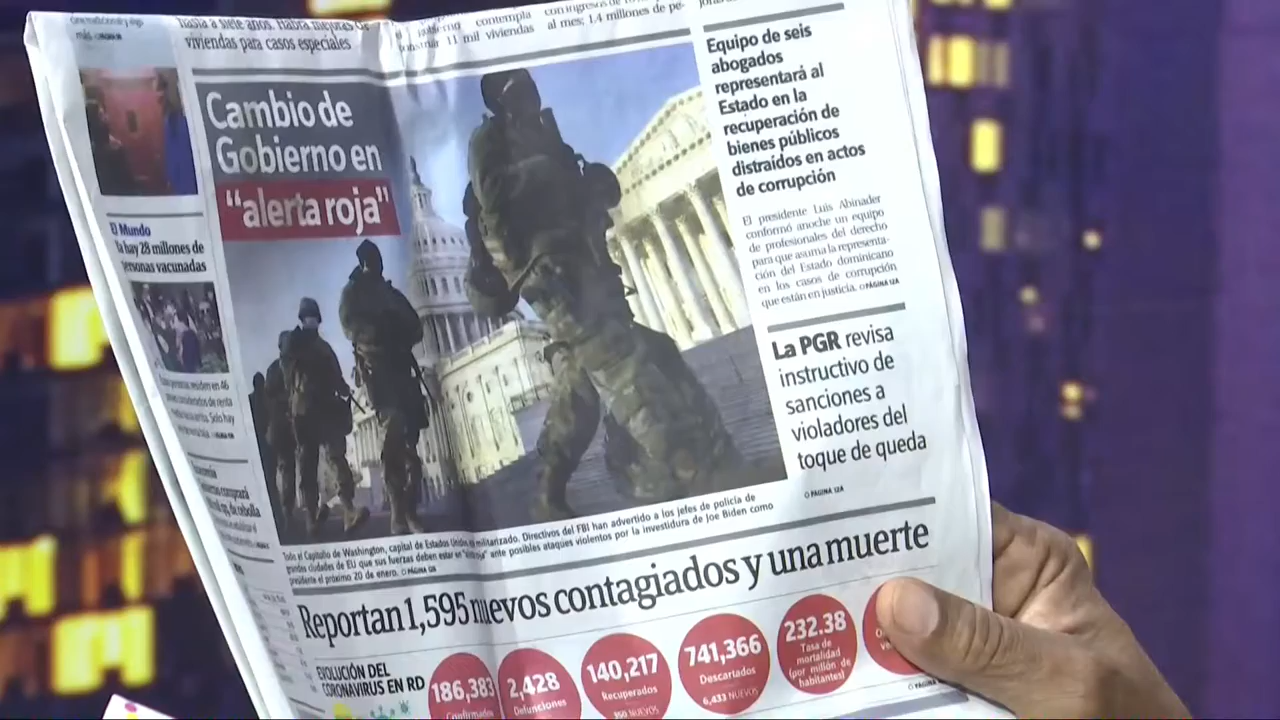 más.
hasta a siete años. Habrá mejoras de
viviendas para casos especiales
gobierno contempla
construir 11 mil viviendas
al mes; 1.4 millones de pe-
Cambio de
Gobierno en
“alerta roja”
El Mundo
Ya hay 28 millones de
personas vacunadas
Equipo de seis
abogados
representará al
Estado en la
recuperación de
bienes públicos
distraídos en actos
de corrupción
El presidente Luis Abinader
conformó anoche un equipo
de profesionales del derecho
para que asuma la representa-
ción del Estado dominicano
en los casos de corrupción
que están en justicia. PÁGINA 12A
La PGR revisa
instructivo de
sanciones a
violadores del
toque de queda
PÁGINA 12A
Todo el Capitolio de Washington, capital de Estados Unidos, militarizado. Directivos del FBI han advertido a los jefes de policía de
grandes ciudades de EU que sus fuerzas deben estar en ante posibles ataques violentos por la investidura de Joe Biden como
presidente el próximo 20 de enero. PÁGINA
Reportan 1,595 nuevos contagiados y una muerte
EVOLUCIÓN DEL
CORONAVIRUS EN RD
186,383
Confirmados
2,428
Defunciones
140,217
Recuperados
NUEVOS
741,366
Descartados
6,433 NUEVOS
232.38
Tasa de
mortalidad
(por millón de
habitantes)